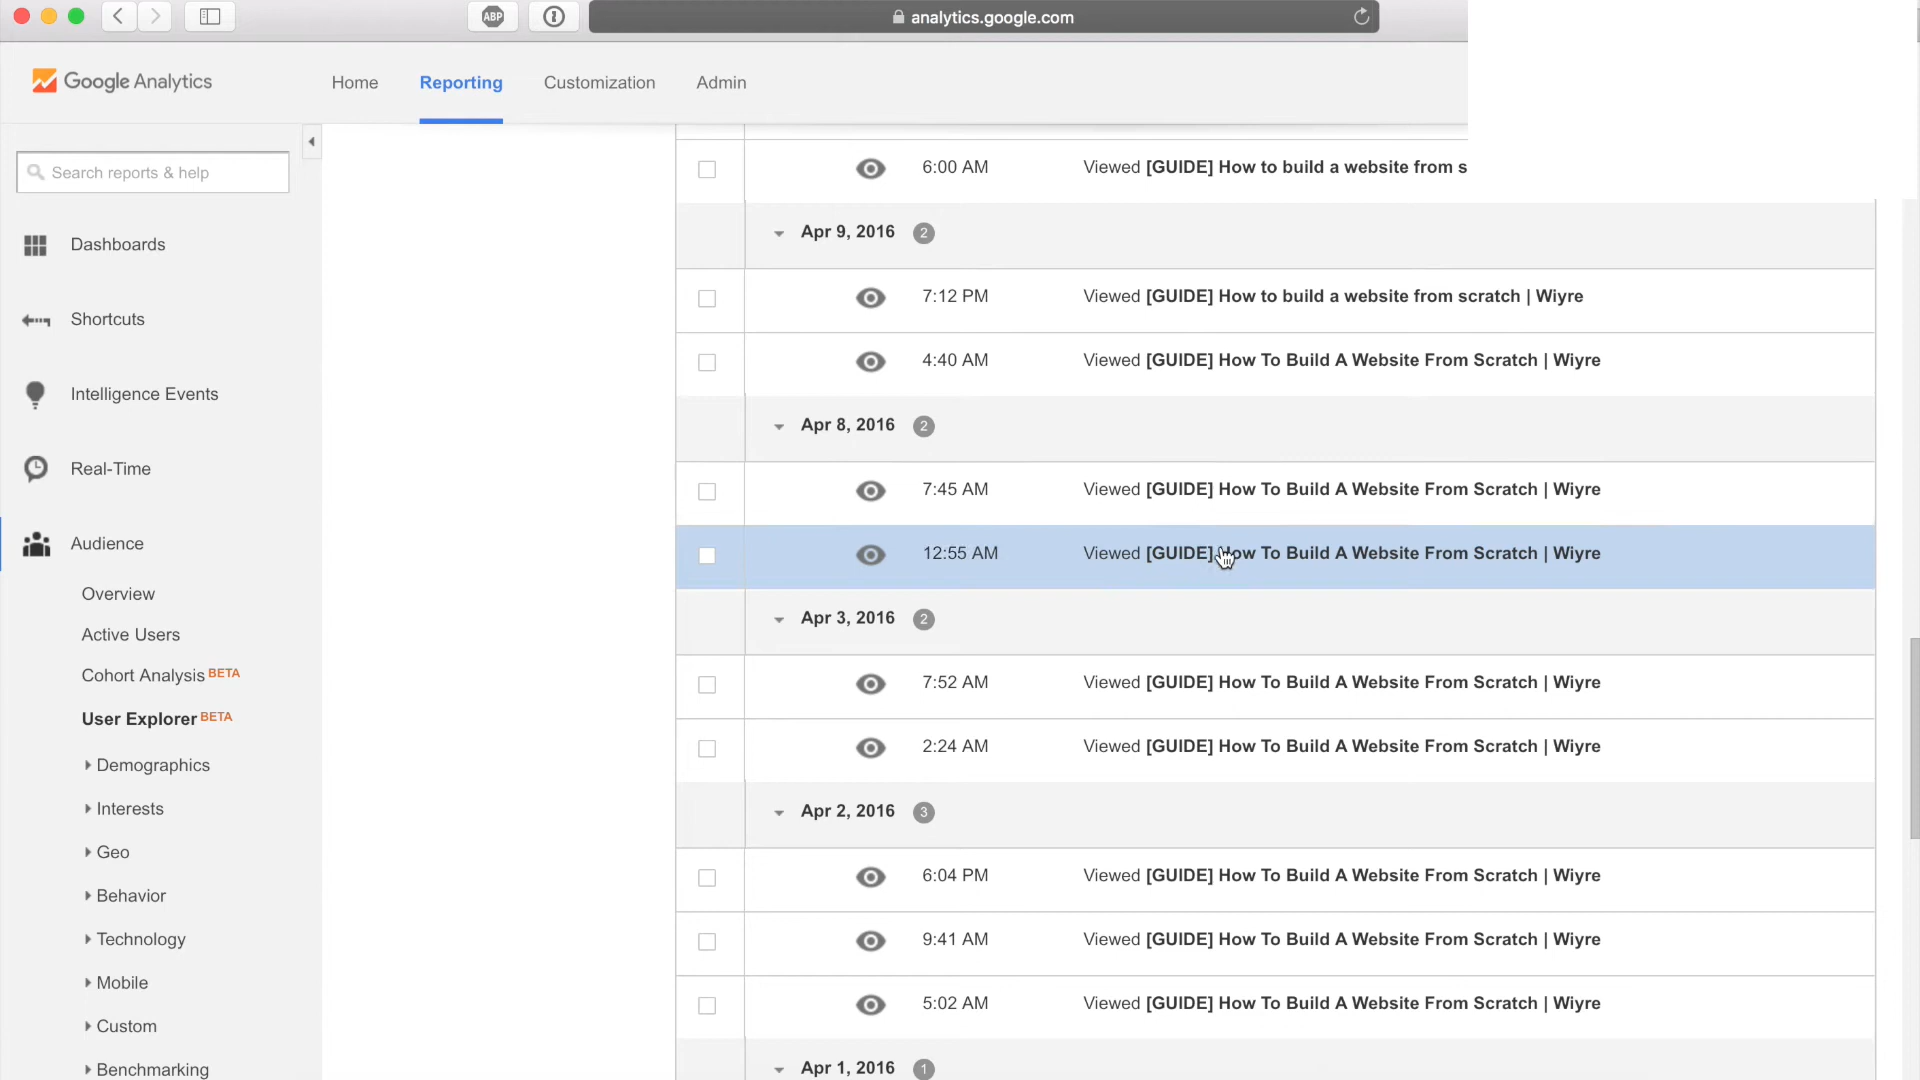 ABP
analytics.google.com
Google Analytics
Home
Reporting
Customization
Admin
Search reports & help
Dashboards
Shortcuts
Intelligence Events
Real-Time
Audience
Overview
Active Users
Cohort Analysis BETA
User Explorer BETA
Demographics
Interests
Geo
Behavior
Technology
Mobile
Custom
Benchmarking
6:00 AM Viewed [GUIDE] How to build a website from s
Apr 9, 2016 2
7:12 PM Viewed [GUIDE] How to build a website from scratch | Wiyre
4:40 AM Viewed [GUIDE] How To Build A Website From Scratch | Wiyre
Apr 8, 2016 2
7:45 AM Viewed [GUIDE] How To Build A Website From Scratch | Wiyre
12:55 AM Viewed [GUIDE] How To Build A Website From Scratch | Wiyre
Apr 3, 2016 2
7:52 AM Viewed [GUIDE] How To Build A Website From Scratch | Wiyre
2:24 AM Viewed [GUIDE] How To Build A Website From Scratch | Wiyre
Apr 2, 2016 3
6:04 PM Viewed [GUIDE] How To Build A Website From Scratch | Wiyre
9:41 AM Viewed [GUIDE] How To Build A Website From Scratch | Wiyre
5:02 AM Viewed [GUIDE] How To Build A Website From Scratch | Wiyre
Apr 1, 2016 1